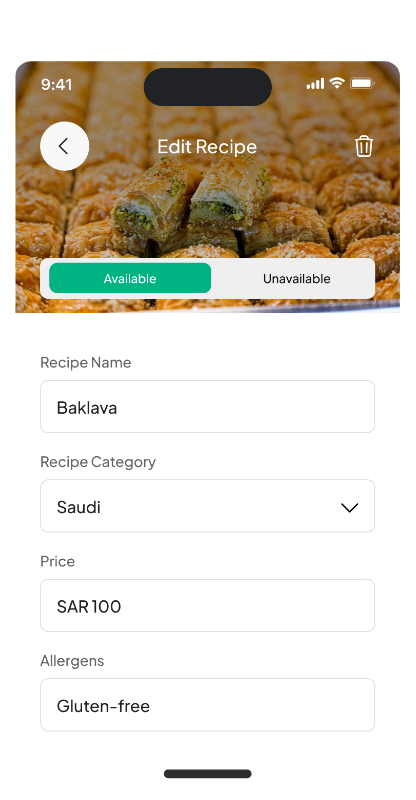 9:41
Edit Recipe
Available
Unavailable
Recipe Name
Baklava
Recipe Category
Saudi
Price
SAR 100
Allergens
Gluten-free